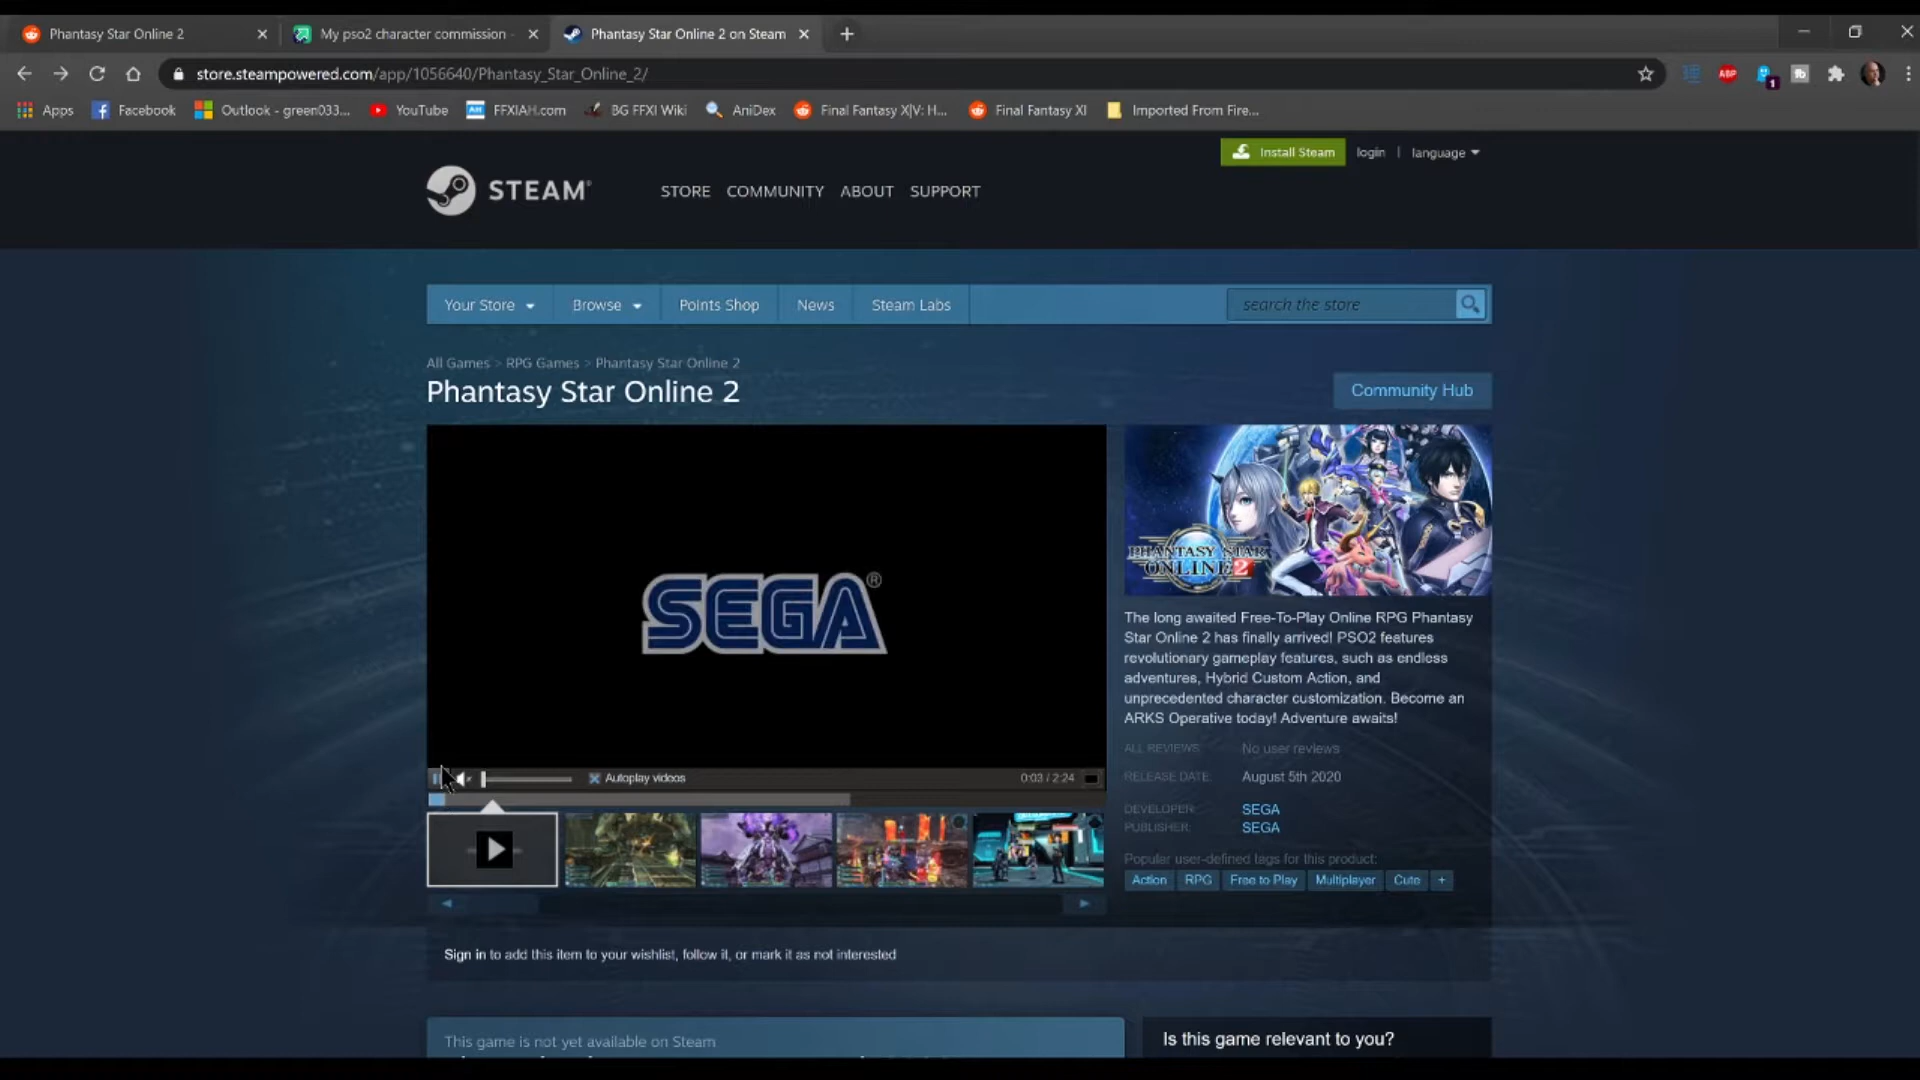 Phantasy Star Online 2
My pso2 character commission -
Phantasy Star Online 2 on Steam
store.steampowered.com/app/1056640/Phantasy_Star_Online_2/
ABP
1
Apps
Facebook
Outlook - green033...
YouTube
AH
FFXIAH.com
BG FFXI Wiki
AniDex
Final Fantasy X|V: H...
Final Fantasy XI
Imported From Fire...
Install Steam
login
|
language
STEAM®
STORE
COMMUNITY
ABOUT
SUPPORT
Your Store
Browse
Points Shop
News
Steam Labs
search the store
All Games > RPG Games > Phantasy Star Online 2
Phantasy Star Online 2
Community Hub
SEGA®
PHANTASY STAR
ONLINE 2
The long awaited Free-To-Play Online RPG Phantasy
Star Online 2 has finally arrived! PSO2 features
revolutionary gameplay features, such as endless
adventures, Hybrid Custom Action, and
unprecedented character customization. Become an
ARKS Operative today! Adventure awaits!
ALL REVIEWS:
No user reviews
RELEASE DATE:
August 5th 2020
DEVELOPER:
SEGA
PUBLISHER:
SEGA
Popular user-defined tags for this product:
Action
RPG
Free to Play
Multiplayer
Cute
+
Autoplay videos
0:03 / 2:24
Sign in to add this item to your wishlist, follow it, or mark it as not interested
This game is not yet available on Steam
Is this game relevant to you?